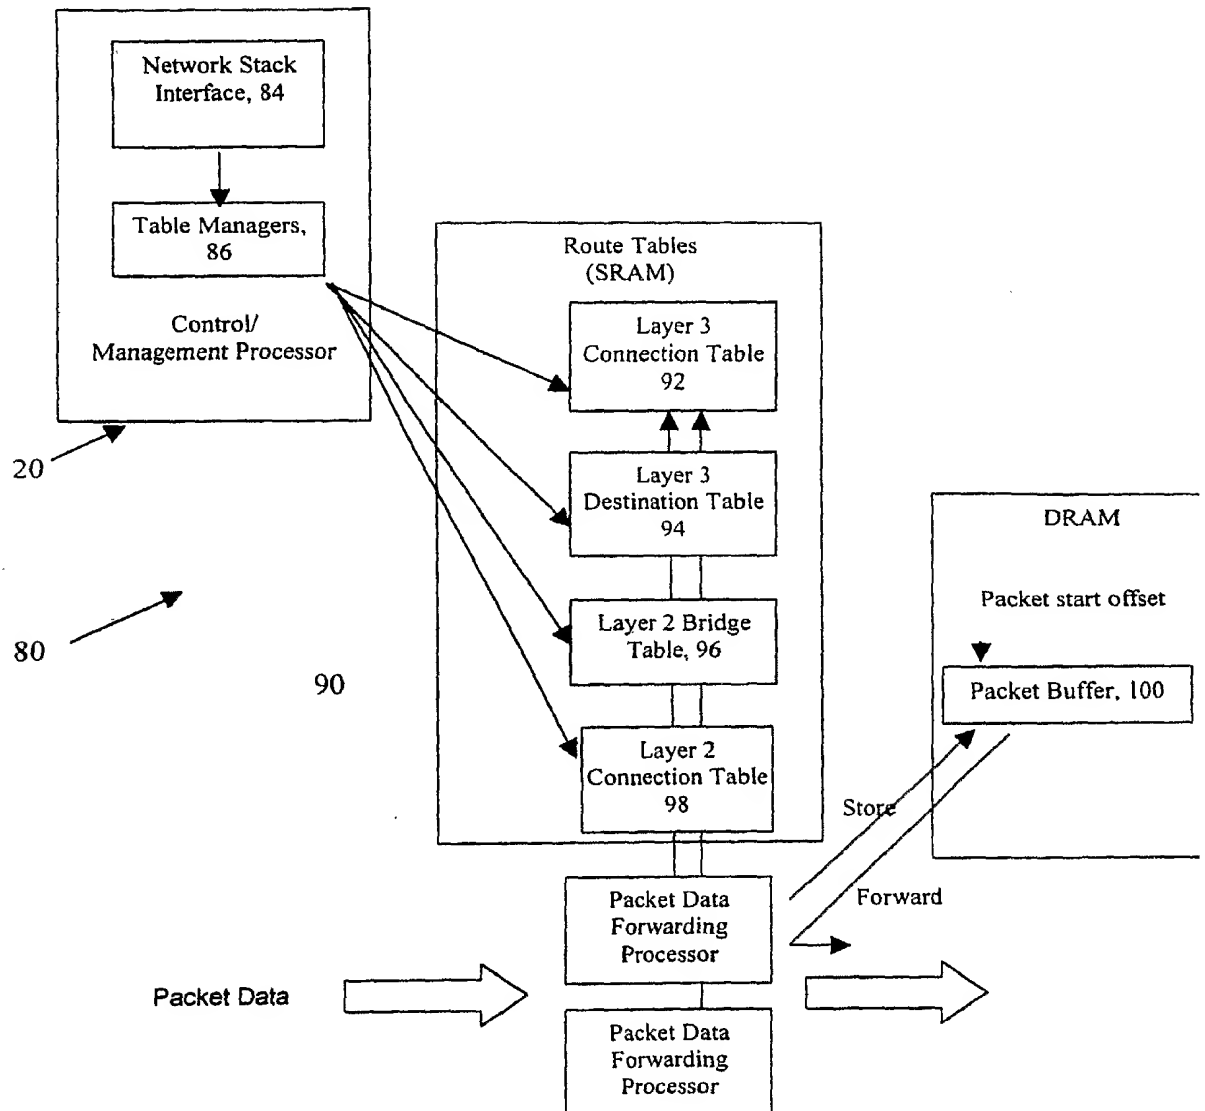 Network Stack
Interface, 84
Table Managers,
86
Control/
Management Processor
20
80
90
Route Tables
(SRAM)
Layer 3
Connection Table
92
Layer 3
Destination Table
94
Layer 2 Bridge
Table, 96
Layer 2
Connection Table
98
DRAM
Packet start offset
Packet Buffer, 100
Store
Forward
Packet Data
Forwarding
Processor
Packet Data
Packet Data
Forwarding
Processor